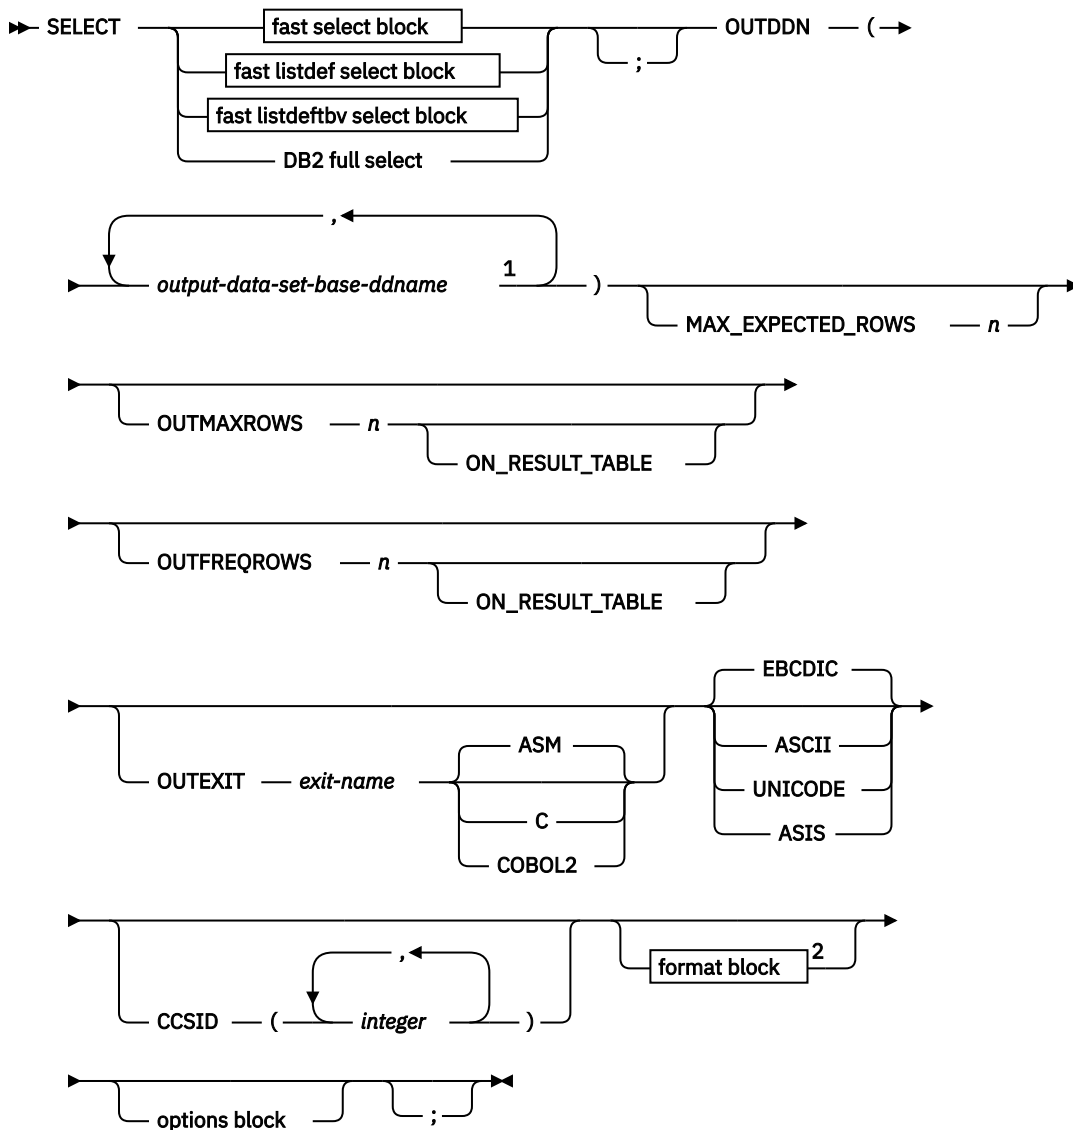 SELECT fast select block OUTDDN (
fast listdef select block ;
fast listdeftbv select block
DB2 full select
,
output-data-set-base-ddname 1 )
MAX_EXPECTED_ROWS n
OUTMAXROWS n
ON_RESULT_TABLE
OUTFREQROWS n
ON_RESULT_TABLE
EBCDIC
ASM ASCII
OUTEXIT exit-name UNICODE
C ASIS
COBOL2
,
format block 2
CCSID ( integer )
options block ;